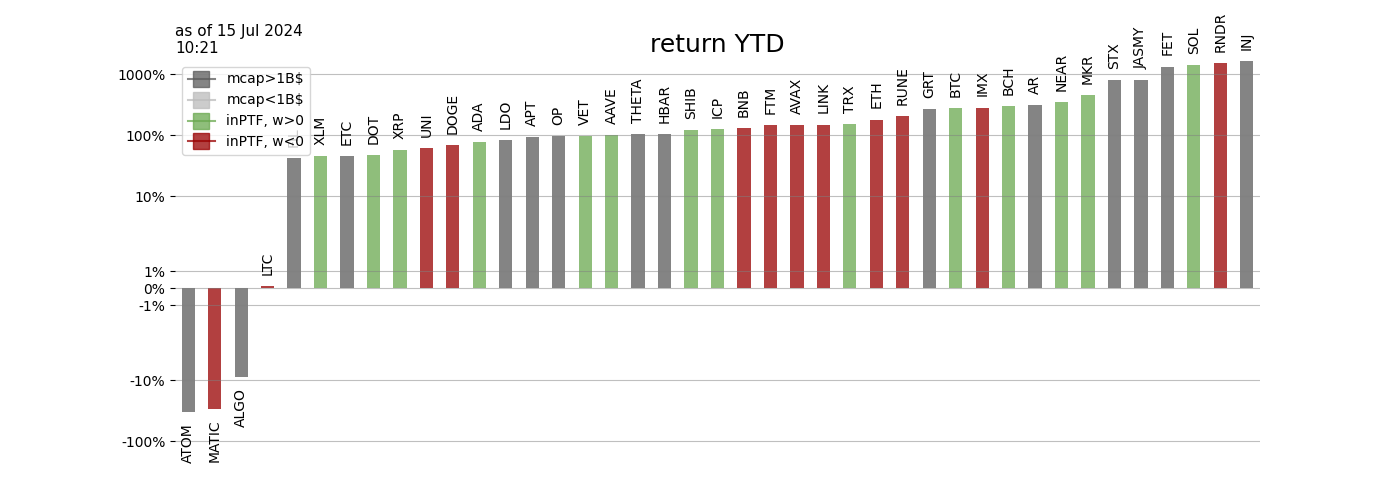 as of 15 Jul 2024
10:21
return YTD
mcap>1B$
mcap<1B$
inPTF, w>0
inPTF, w<0
1000%
100%
10%
1%
0%
-1%
-10%
-100%
ATOM
MATIC
ALGO
LTC
XLM
ETC
DOT
XRP
UNI
DOGE
ADA
LDO
APT
OP
VET
AAVE
THETA
HBAR
SHIB
ICP
BNB
FTM
AVAX
LINK
TRX
ETH
RUNE
GRT
BTC
IMX
BCH
AR
NEAR
MKR
STX
JASMY
FET
SOL
RNDR
INJ